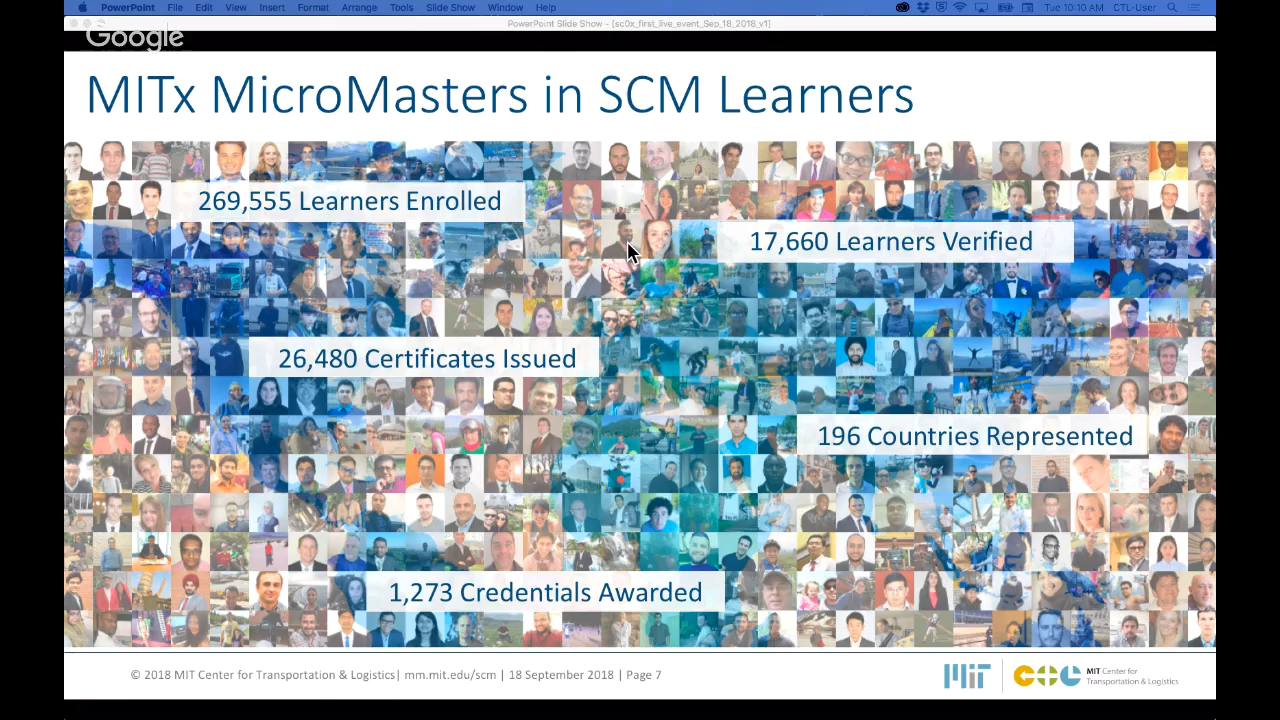 PowerPoint File Edit View Insert Format Arrange Tools Slide Show Window Help Tue 10:10 AM CTL-User
PowerPoint Slide Show - [sc0x_first_live_event_Sep_18_2018_v1]
Google
MITx MicroMasters in SCM Learners
269,555 Learners Enrolled
17,660 Learners Verified
26,480 Certificates Issued
196 Countries Represented
1,273 Credentials Awarded
© 2018 MIT Center for Transportation & Logistics| mm.mit.edu/scm | 18 September 2018 | Page 7
MIT Center for
Transportation & Logistics